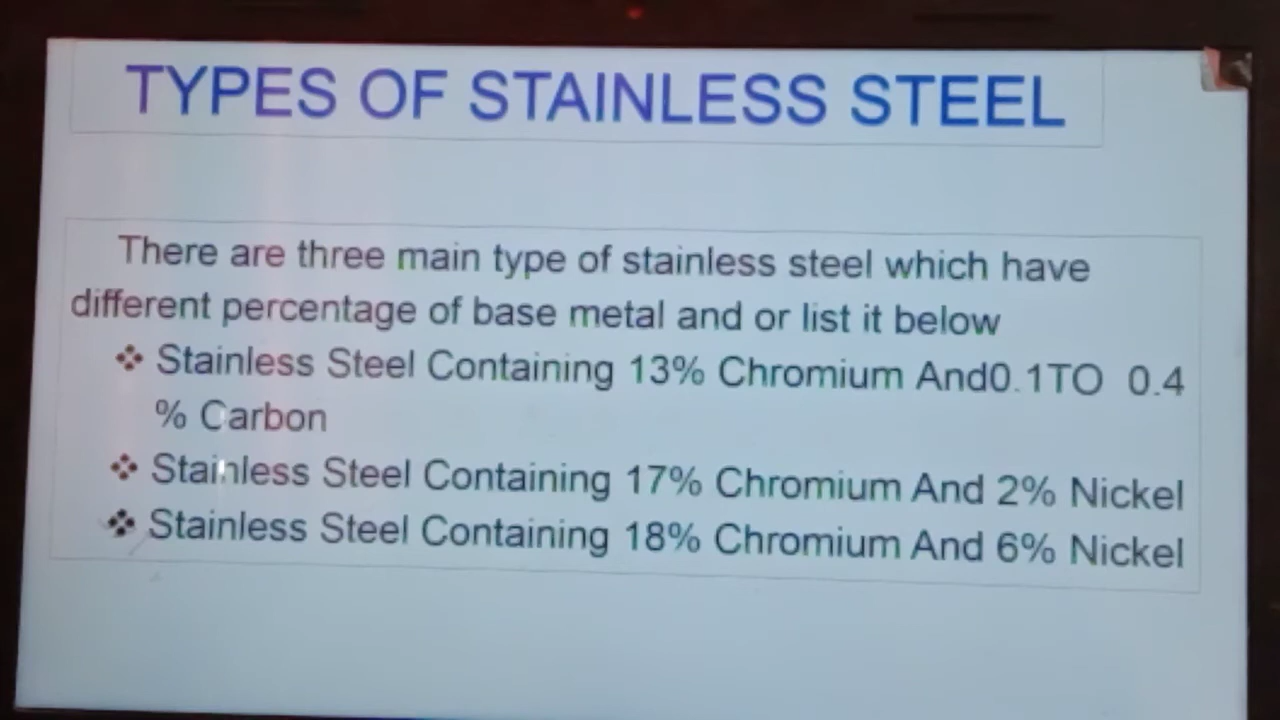 TYPES OF STAINLESS STEEL
There are three main type of stainless steel which have
different percentage of base metal and or list it below
❖ Stainless Steel Containing 13% Chromium And0.1TO 0.4
% Carbon
❖ Stainless Steel Containing 17% Chromium And 2% Nickel
❖ Stainless Steel Containing 18% Chromium And 6% Nickel